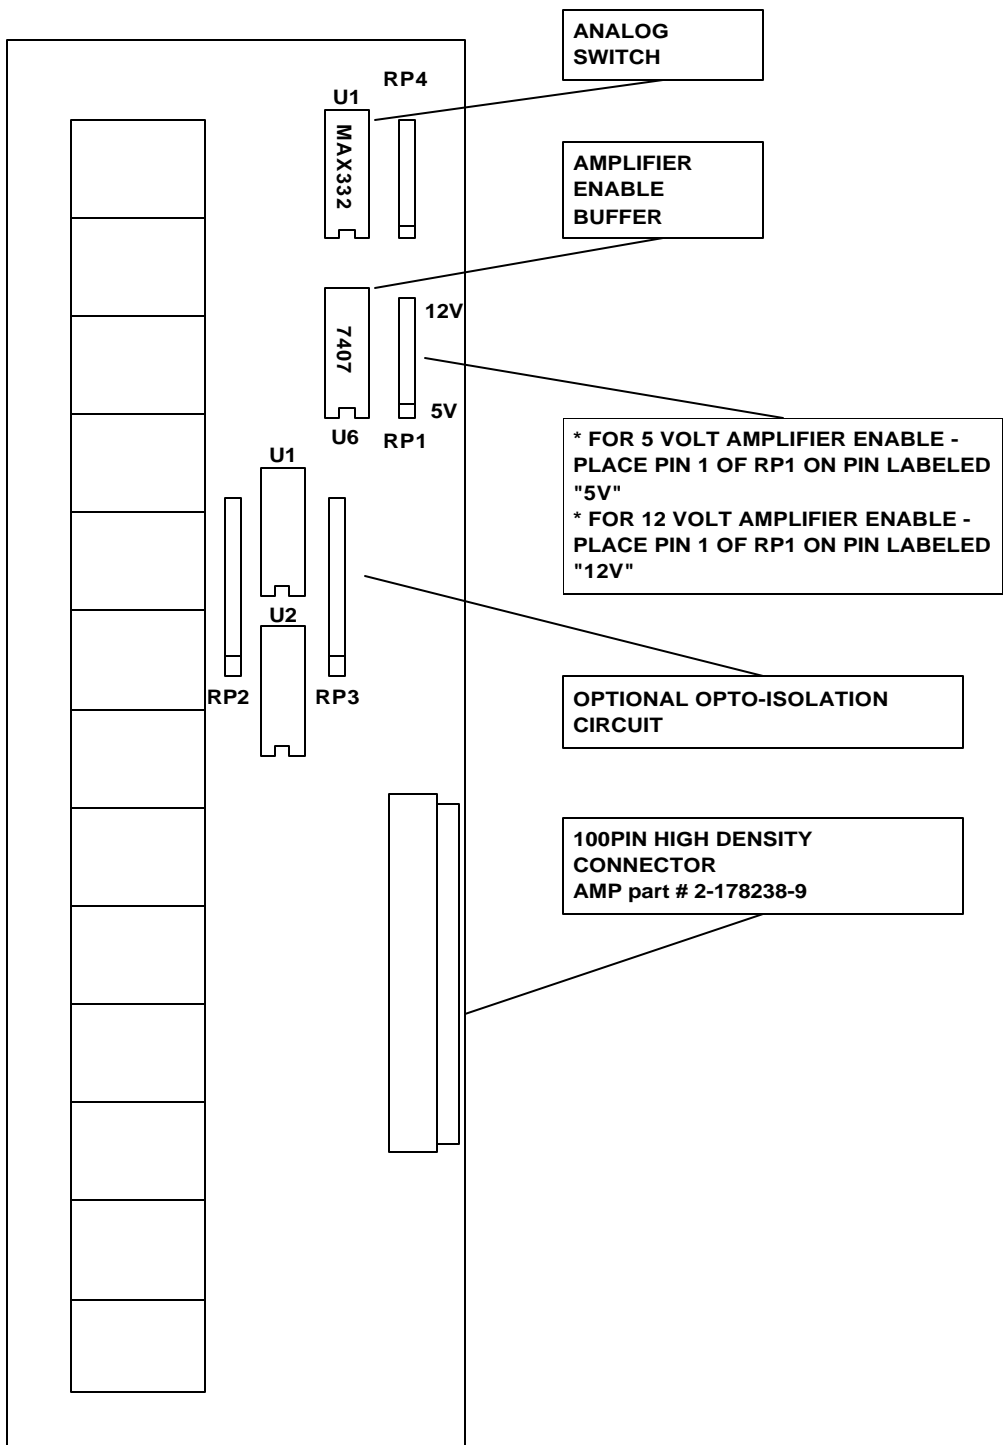 ANALOG
SWITCH
RP4
U1
MAX332
AMPLIFIER
ENABLE
BUFFER
12V
7407
5V
U6
RP1
* FOR 5 VOLT AMPLIFIER ENABLE -
PLACE PIN 1 OF RP1 ON PIN LABELED
"5V"
* FOR 12 VOLT AMPLIFIER ENABLE -
PLACE PIN 1 OF RP1 ON PIN LABELED
"12V"
U1
U2
RP2
RP3
OPTIONAL OPTO-ISOLATION
CIRCUIT
100PIN HIGH DENSITY
CONNECTOR
AMP part # 2-178238-9